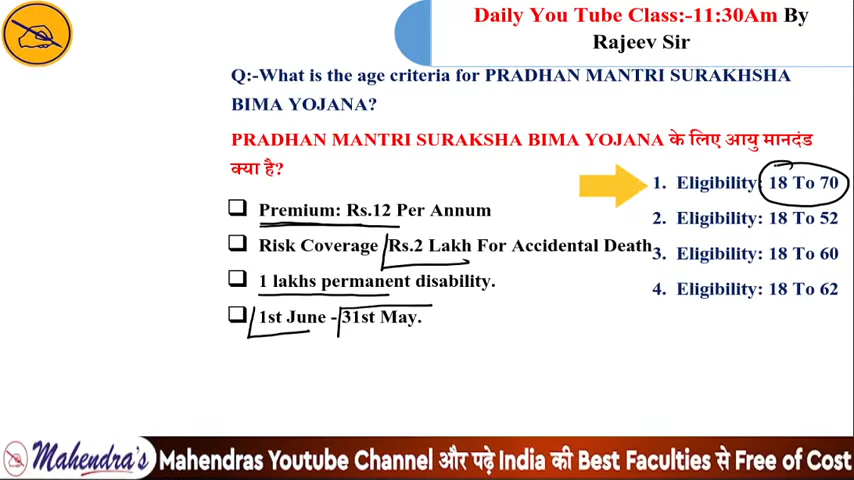 Daily You Tube Class:-11:30Am By
Rajeev Sir
Q:-What is the age criteria for PRADHAN MANTRI SURAKHSHA
BIMA YOJANA?
PRADHAN MANTRI SURAKSHA BIMA YOJANA के लिए आयु मानदंड
क्या है?
Premium: Rs.12 Per Annum
Risk Coverage Rs.2 Lakh For Accidental Death
1 lakhs permanent disability.
1st June - 31st May.
1. Eligibility: 18 To 70
2. Eligibility: 18 To 52
3. Eligibility: 18 To 60
4. Eligibility: 18 To 62
Mahendra's Mahendras Youtube Channel और पढ़े India की Best Faculties से Free of Cost